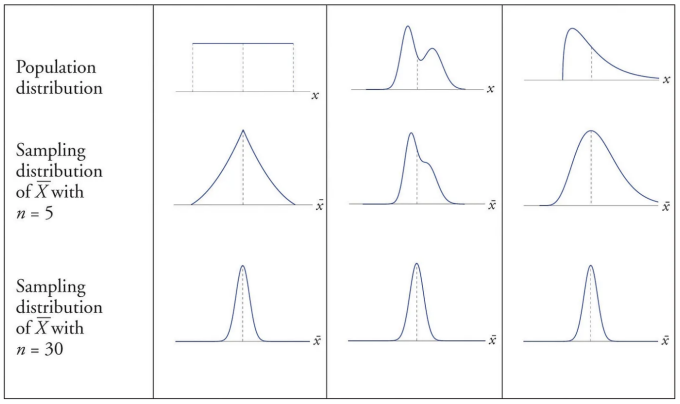 Population
distribution
x
x
x
Sampling
distribution
of X̅ with
n = 5
x̄
x̄
x̄
Sampling
distribution
of X̅ with
n = 30
x̄
x̄
x̄